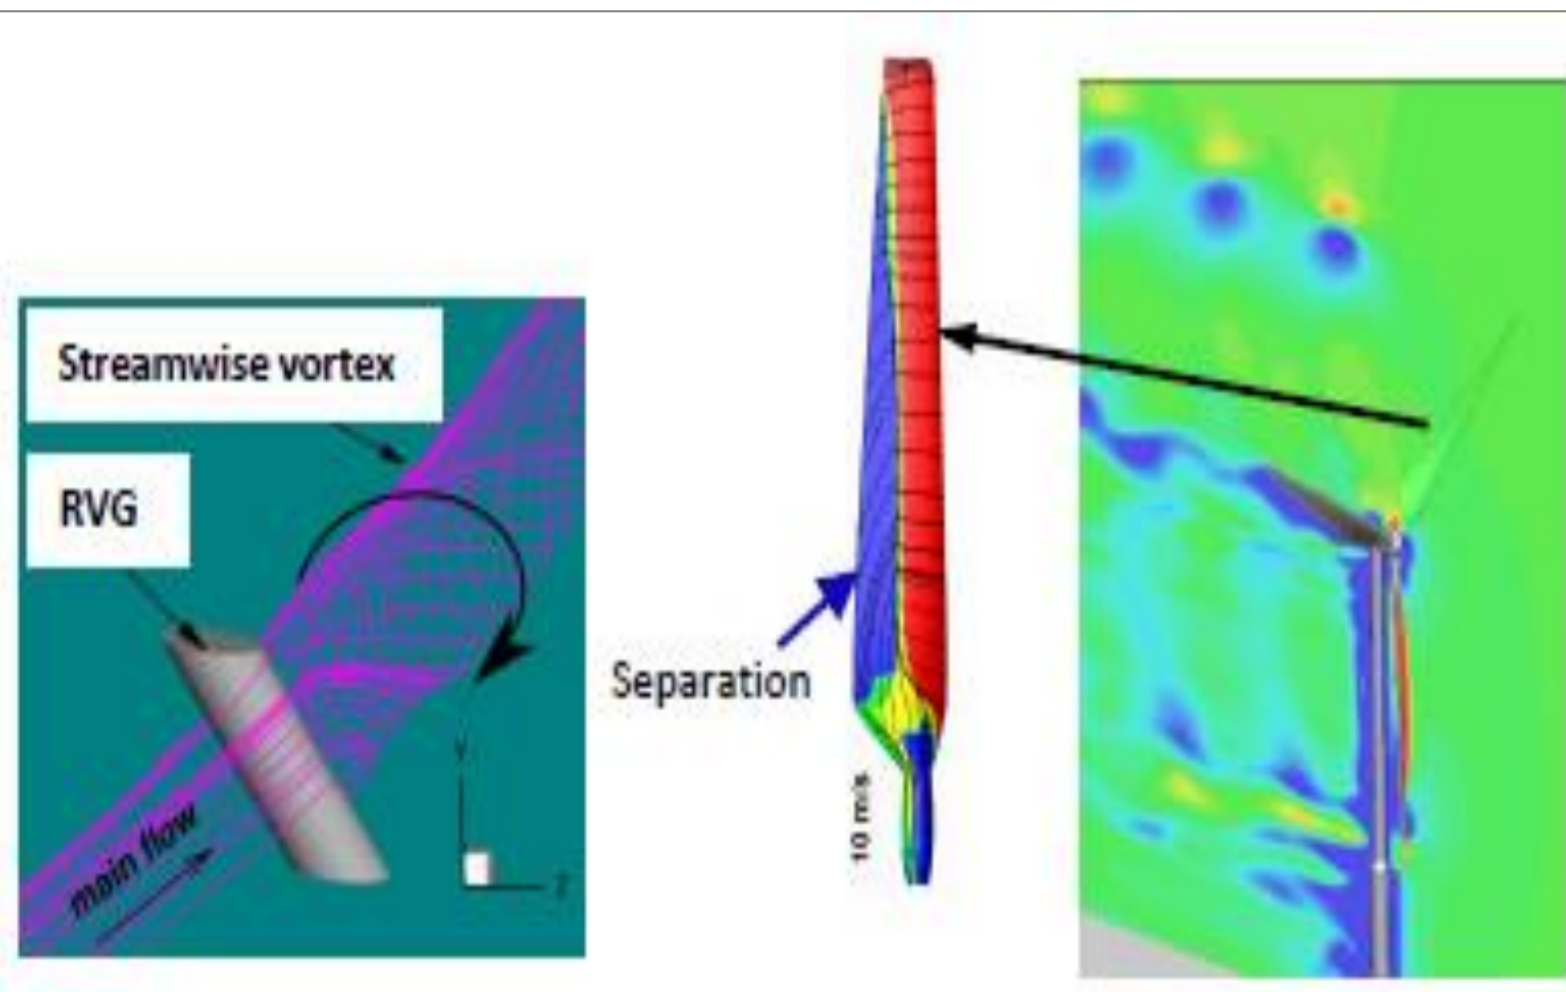 Streamwise vortex
RVG
main flow
Y
Z
Separation
10 m/s